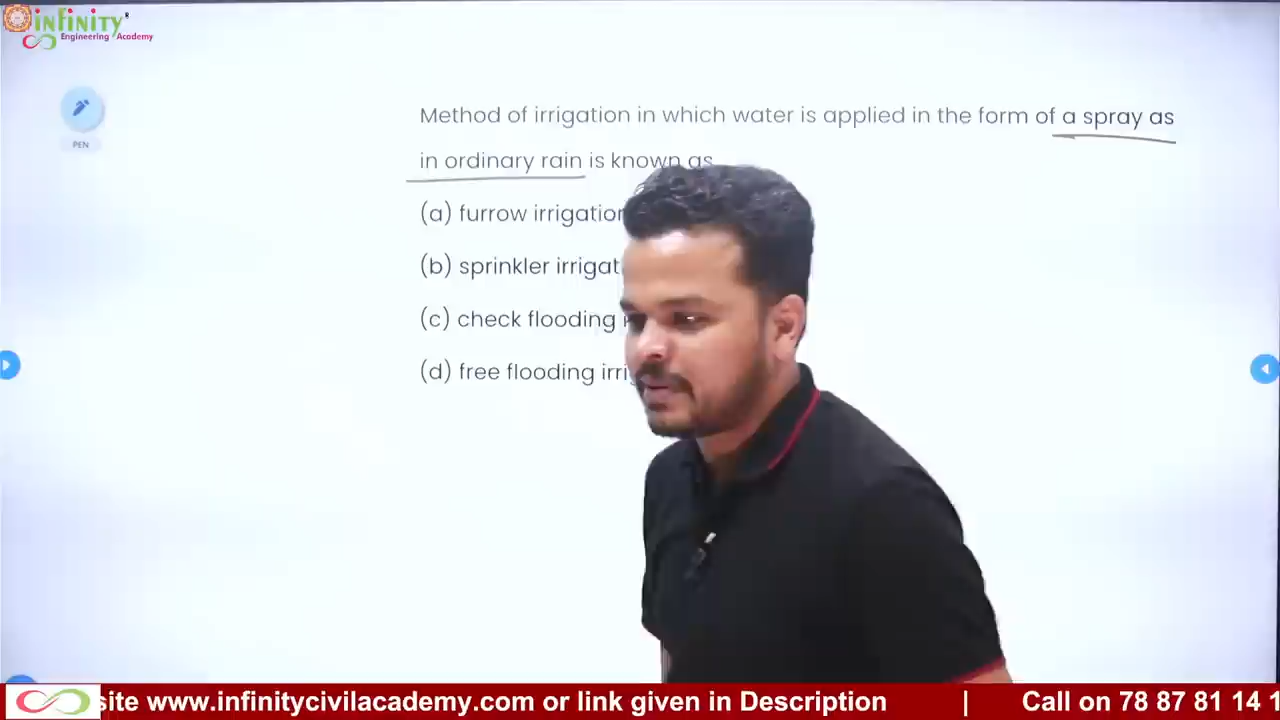 infinity
Engineering Academy
PEN
Method of irrigation in which water is applied in the form of a spray as
in ordinary rain is known as
(a) furrow irrigation
(b) sprinkler
(c) check flooding
(d) free flooding
site www.infinitycivilacademy.com or link given in Description | Call on 78 87 81 14 1